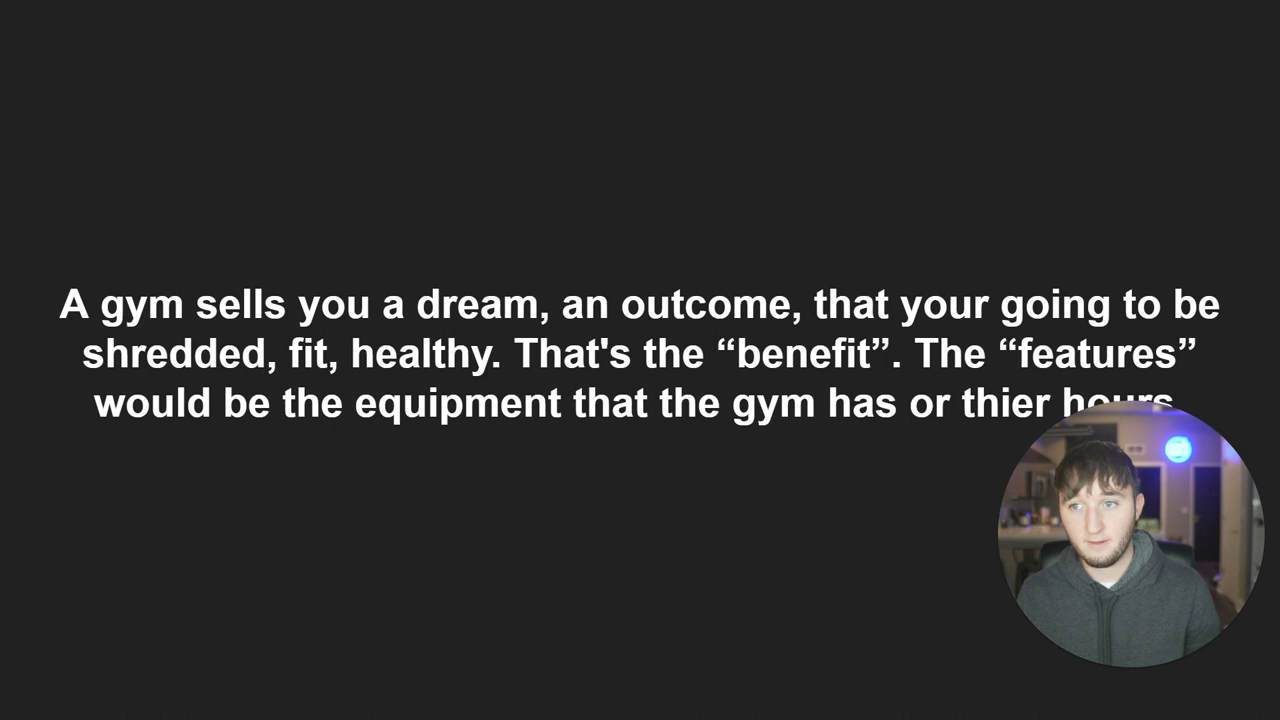 A gym sells you a dream, an outcome, that your going to be
shredded, fit, healthy. That's the “benefit”. The “features”
would be the equipment that the gym has or thier hours